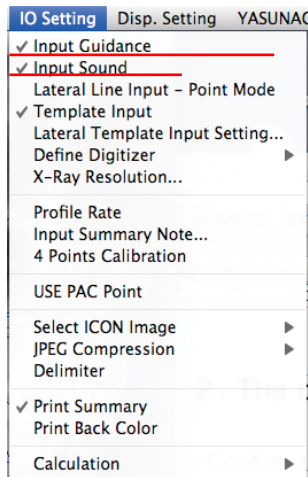 IO Setting Disp. Setting YASUNAG
Input Guidance
Input Sound
Lateral Line Input - Point Mode
Template Input
Lateral Template Input Setting...
Define Digitizer
X-Ray Resolution...
Profile Rate
Input Summary Note...
4 Points Calibration
USE PAC Point
Select ICON Image
JPEG Compression
Delimiter
Print Summary
Print Back Color
Calculation